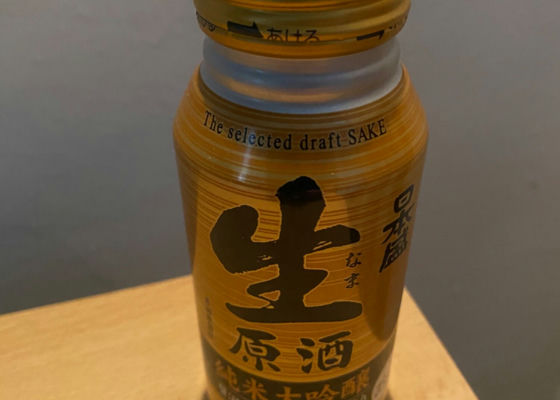 あける
The selected draft SAKE
日本盛
生
なま
原酒
純米大吟醸